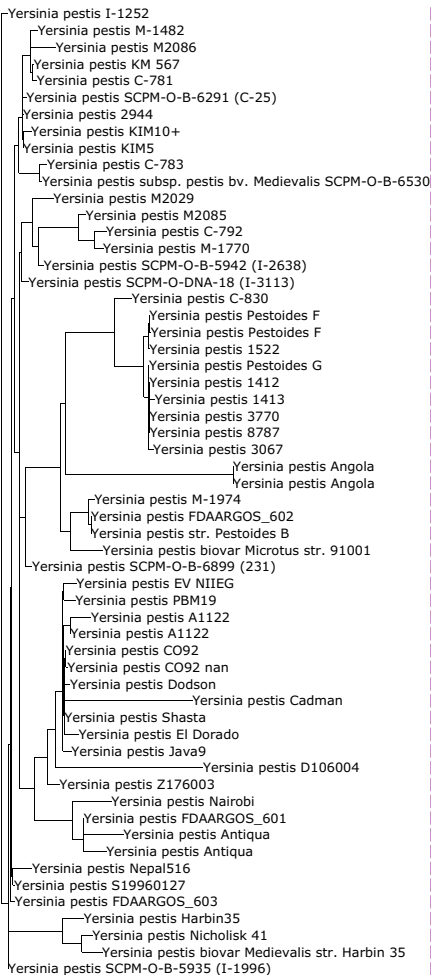 Yersinia pestis I-1252
Yersinia pestis M-1482
Yersinia pestis M2086
Yersinia pestis KM 567
Yersinia pestis C-781
Yersinia pestis SCPM-O-B-6291 (C-25)
Yersinia pestis 2944
Yersinia pestis KIM10+
Yersinia pestis KIM5
Yersinia pestis C-783
Yersinia pestis subsp. pestis bv. Medievalis SCPM-O-B-6530
Yersinia pestis M2029
Yersinia pestis M2085
Yersinia pestis C-792
Yersinia pestis M-1770
Yersinia pestis SCPM-O-B-5942 (I-2638)
Yersinia pestis SCPM-O-DNA-18 (I-3113)
Yersinia pestis C-830
Yersinia pestis Pestoides F
Yersinia pestis Pestoides F
Yersinia pestis 1522
Yersinia pestis Pestoides G
Yersinia pestis 1412
Yersinia pestis 1413
Yersinia pestis 3770
Yersinia pestis 8787
Yersinia pestis 3067
Yersinia pestis Angola
Yersinia pestis Angola
Yersinia pestis M-1974
Yersinia pestis FDAARGOS_602
Yersinia pestis str. Pestoides B
Yersinia pestis biovar Microtus str. 91001
Yersinia pestis SCPM-O-B-6899 (231)
Yersinia pestis EV NIIEG
Yersinia pestis PBM19
Yersinia pestis A1122
Yersinia pestis A1122
Yersinia pestis CO92
Yersinia pestis CO92 nan
Yersinia pestis Dodson
Yersinia pestis Cadman
Yersinia pestis Shasta
Yersinia pestis El Dorado
Yersinia pestis Java9
Yersinia pestis D106004
Yersinia pestis Z176003
Yersinia pestis Nairobi
Yersinia pestis FDAARGOS_601
Yersinia pestis Antiqua
Yersinia pestis Antiqua
Yersinia pestis Nepal516
Yersinia pestis S19960127
Yersinia pestis FDAARGOS_603
Yersinia pestis Harbin35
Yersinia pestis Nicholisk 41
Yersinia pestis biovar Medievalis str. Harbin 35
Yersinia pestis SCPM-O-B-5935 (I-1996)